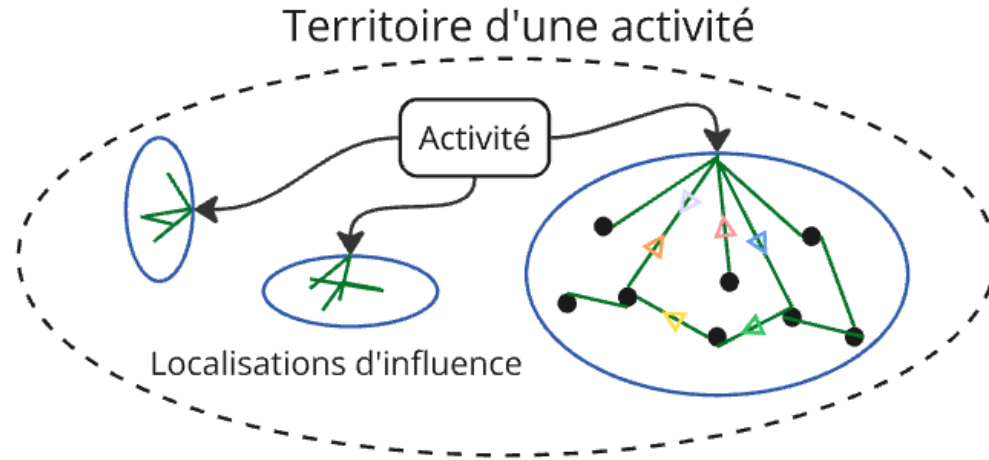 Territoire d'une activité
Activité
Localisations d'influence